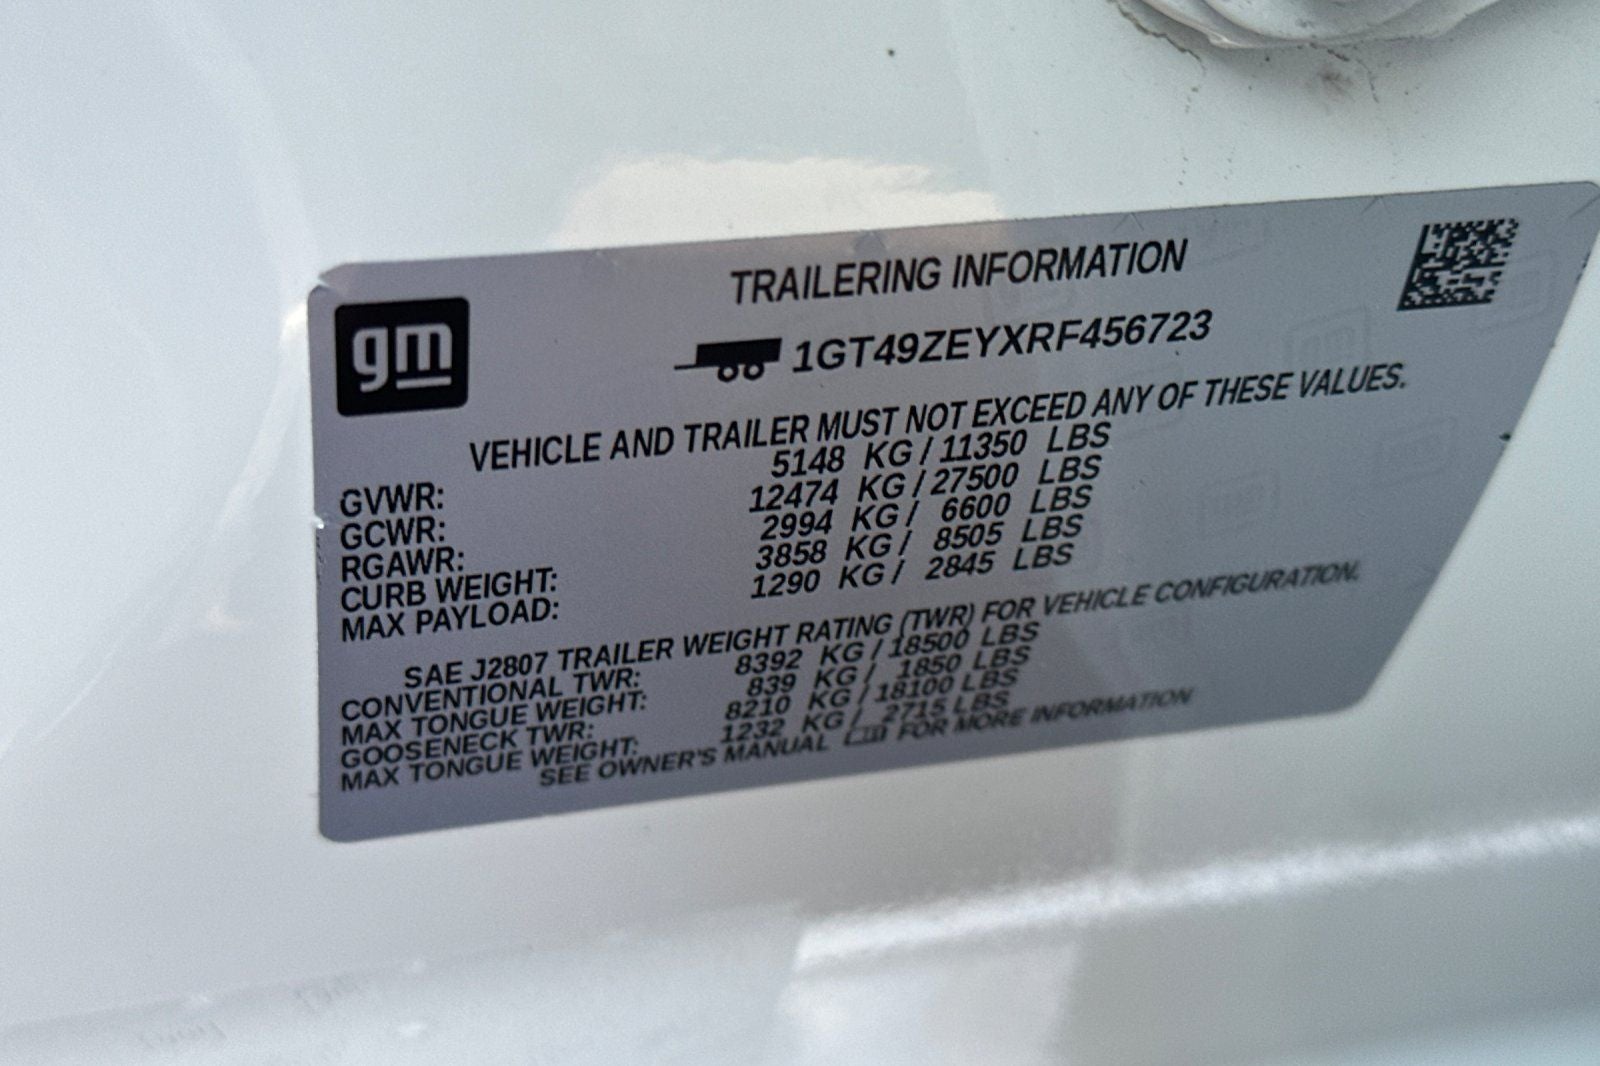 gm
TRAILERING INFORMATION
1GT49ZEYXRF456723
VEHICLE AND TRAILER MUST NOT EXCEED ANY OF THESE VALUES.
GVWR: 5148 KG / 11350 LBS
GCWR: 12474 KG / 27500 LBS
RGAWR: 2994 KG / 6600 LBS
CURB WEIGHT: 3858 KG / 8505 LBS
MAX PAYLOAD: 1290 KG / 2845 LBS
SAE J2807 TRAILER WEIGHT RATING (TWR) FOR VEHICLE CONFIGURATION.
CONVENTIONAL TWR: 8392 KG / 18500 LBS
MAX TONGUE WEIGHT: 839 KG / 1850 LBS
GOOSENECK TWR: 8210 KG / 18100 LBS
MAX TONGUE WEIGHT: 1232 KG / 2715 LBS
SEE OWNER'S MANUAL FOR MORE INFORMATION